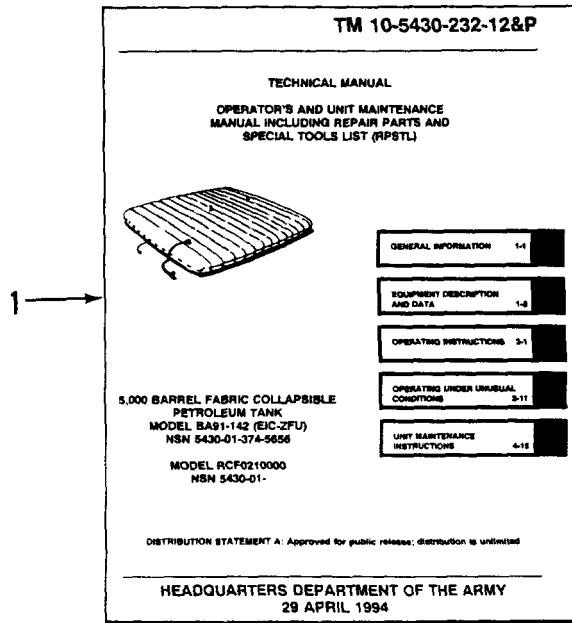 TM 10-5430-232-12&P
TECHNICAL MANUAL
OPERATOR'S AND UNIT MAINTENANCE
MANUAL INCLUDING REPAIR PARTS AND
SPECIAL TOOLS LIST (RPSTL)
GENERAL INFORMATION 1-1
EQUIPMENT DESCRIPTION
AND DATA 1-8
OPERATING INSTRUCTIONS 2-1
OPERATING UNDER UNUSUAL
CONDITIONS 2-11
UNIT MAINTENANCE
INSTRUCTIONS 4-15
1
5,000 BARREL FABRIC COLLAPSIBLE
PETROLEUM TANK
MODEL BA91-142 (EIC-ZFU)
NSN 5430-01-374-5656
MODEL RCF0210000
NSN 5430-01-
DISTRIBUTION STATEMENT A: Approved for public release; distribution is unlimited
HEADQUARTERS DEPARTMENT OF THE ARMY
29 APRIL 1994